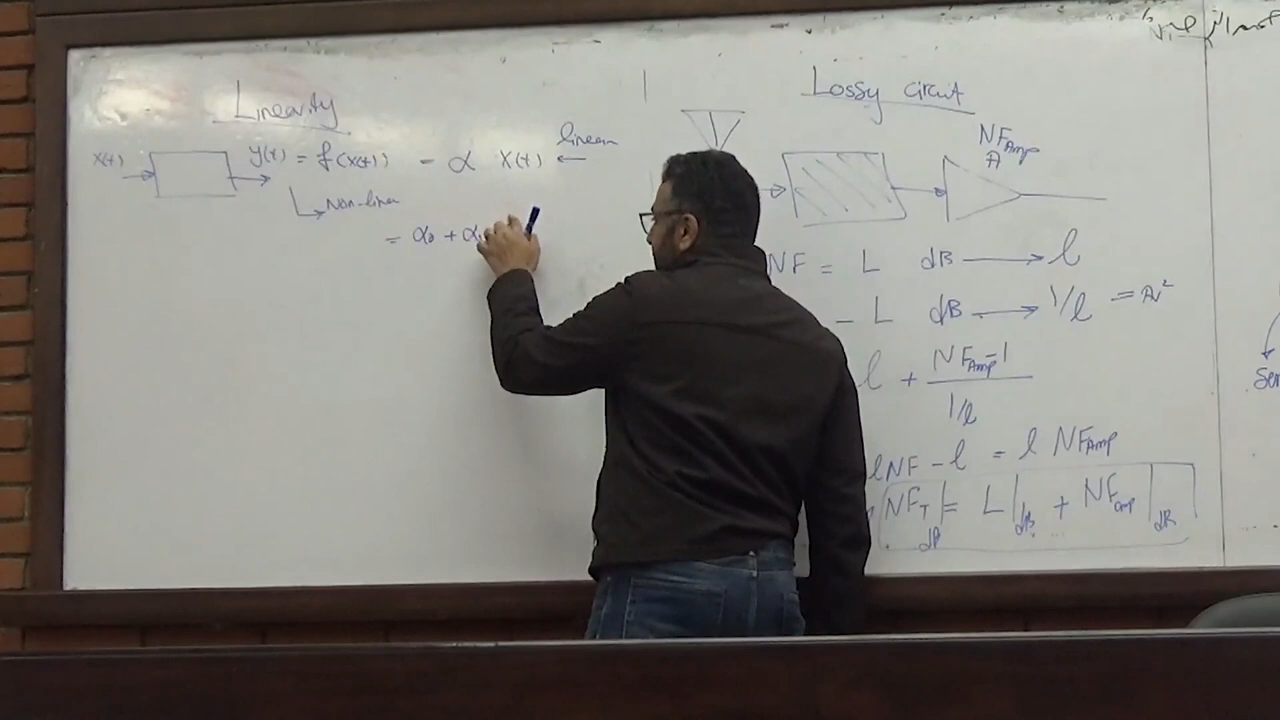 Linearity
x(t) y(t) = f(x(t)) = α x(t) ← linear
Non-linear
= α₀ + α₁
Lossy circuit
NF_Amp
A
NF = L dB → l
- L dB → 1/l = Av²
l + NF_Amp-1
1/l
lNF - l = l NF_Amp
NF_T|dB = L|dB + NF_amp|dB
Sen